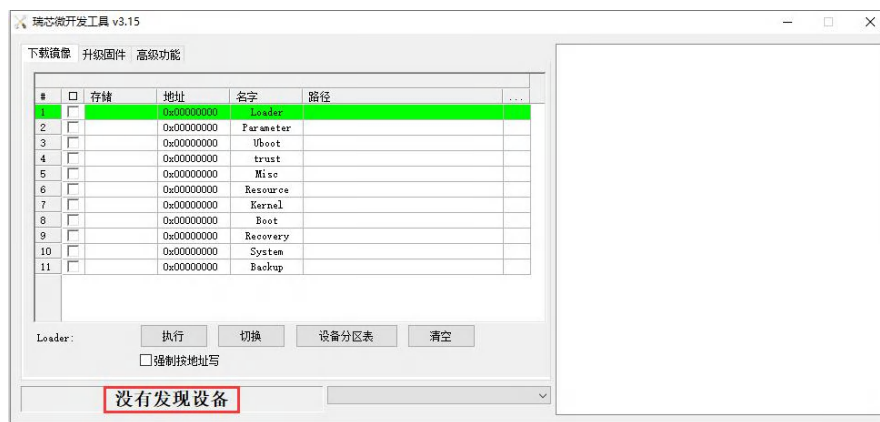 瑞芯微开发工具 v3.15
下载镜像 升级固件 高级功能
# 存储 地址 名字 路径 ...
1 0x00000000 Loader
2 0x00000000 Parameter
3 0x00000000 Uboot
4 0x00000000 trust
5 0x00000000 Misc
6 0x00000000 Resource
7 0x00000000 Kernel
8 0x00000000 Boot
9 0x00000000 Recovery
10 0x00000000 System
11 0x00000000 Backup
Loader: 执行 切换 设备分区表 清空
强制按地址写
没有发现设备